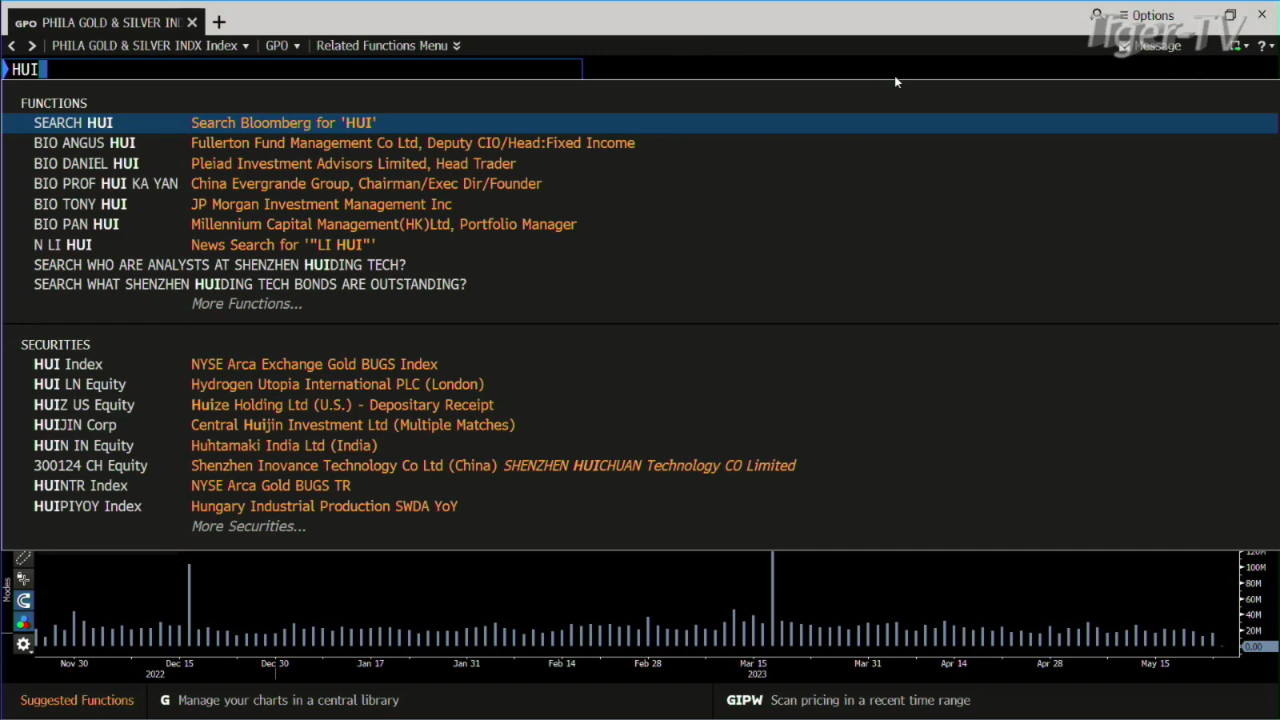 GPO PHILA GOLD & SILVER IN
Options
PHILA GOLD & SILVER INDX Index
GPO
Related Functions Menu
Message
Tiger-TV
HUI
FUNCTIONS
SEARCH HUI Search Bloomberg for 'HUI'
BIO ANGUS HUI Fullerton Fund Management Co Ltd, Deputy CIO/Head:Fixed Income
BIO DANIEL HUI Pleiad Investment Advisors Limited, Head Trader
BIO PROF HUI KA YAN China Evergrande Group, Chairman/Exec Dir/Founder
BIO TONY HUI JP Morgan Investment Management Inc
BIO PAN HUI Millennium Capital Management(HK)Ltd, Portfolio Manager
N LI HUI News Search for '"LI HUI"'
SEARCH WHO ARE ANALYSTS AT SHENZHEN HUIDING TECH?
SEARCH WHAT SHENZHEN HUIDING TECH BONDS ARE OUTSTANDING?
More Functions...
SECURITIES
HUI Index NYSE Arca Exchange Gold BUGS Index
HUI LN Equity Hydrogen Utopia International PLC (London)
HUIZ US Equity Huize Holding Ltd (U.S.) - Depositary Receipt
HUIJIN Corp Central Huijin Investment Ltd (Multiple Matches)
HUIN IN Equity Huhtamaki India Ltd (India)
300124 CH Equity Shenzhen Inovance Technology Co Ltd (China) SHENZHEN HUICHUAN Technology CO Limited
HUINTR Index NYSE Arca Gold BUGS TR
HUIPIYOY Index Hungary Industrial Production SWDA YoY
More Securities...
Modes
120M
100M
80M
60M
40M
20M
0.00
Nov 30 Dec 15 Dec 30 Jan 17 Jan 31 Feb 14 Feb 28 Mar 15 Mar 31 Apr 14 Apr 28 May 15
2022 2023
Suggested Functions G Manage your charts in a central library GIPW Scan pricing in a recent time range